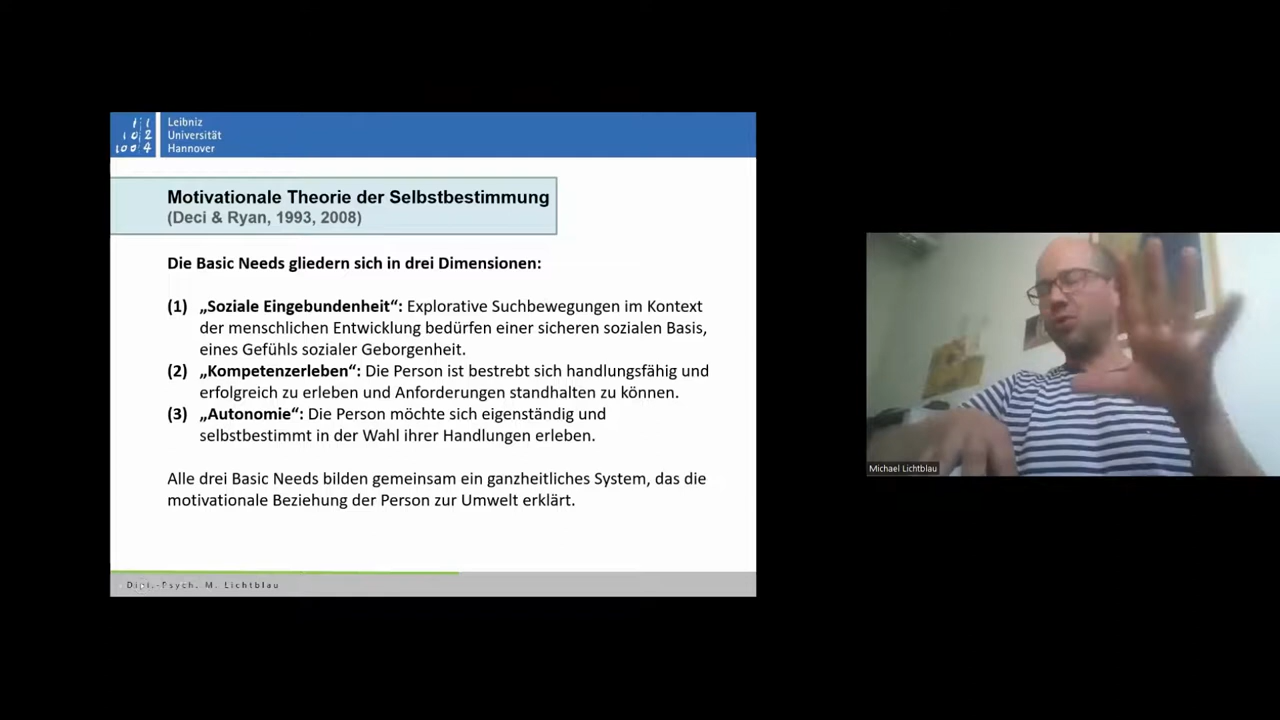 Leibniz
Universität
Hannover
Motivationale Theorie der Selbstbestimmung
(Deci & Ryan, 1993, 2008)
Die Basic Needs gliedern sich in drei Dimensionen:
(1) „Soziale Eingebundenheit“: Explorative Suchbewegungen im Kontext
der menschlichen Entwicklung bedürfen einer sicheren sozialen Basis,
eines Gefühls sozialer Geborgenheit.
(2) „Kompetenzerleben“: Die Person ist bestrebt sich handlungsfähig und
erfolgreich zu erleben und Anforderungen standhalten zu können.
(3) „Autonomie“: Die Person möchte sich eigenständig und
selbstbestimmt in der Wahl ihrer Handlungen erleben.
Alle drei Basic Needs bilden gemeinsam ein ganzheitliches System, das die
motivationale Beziehung der Person zur Umwelt erklärt.
Dipl.-Psych. M. Lichtblau
Michael Lichtblau